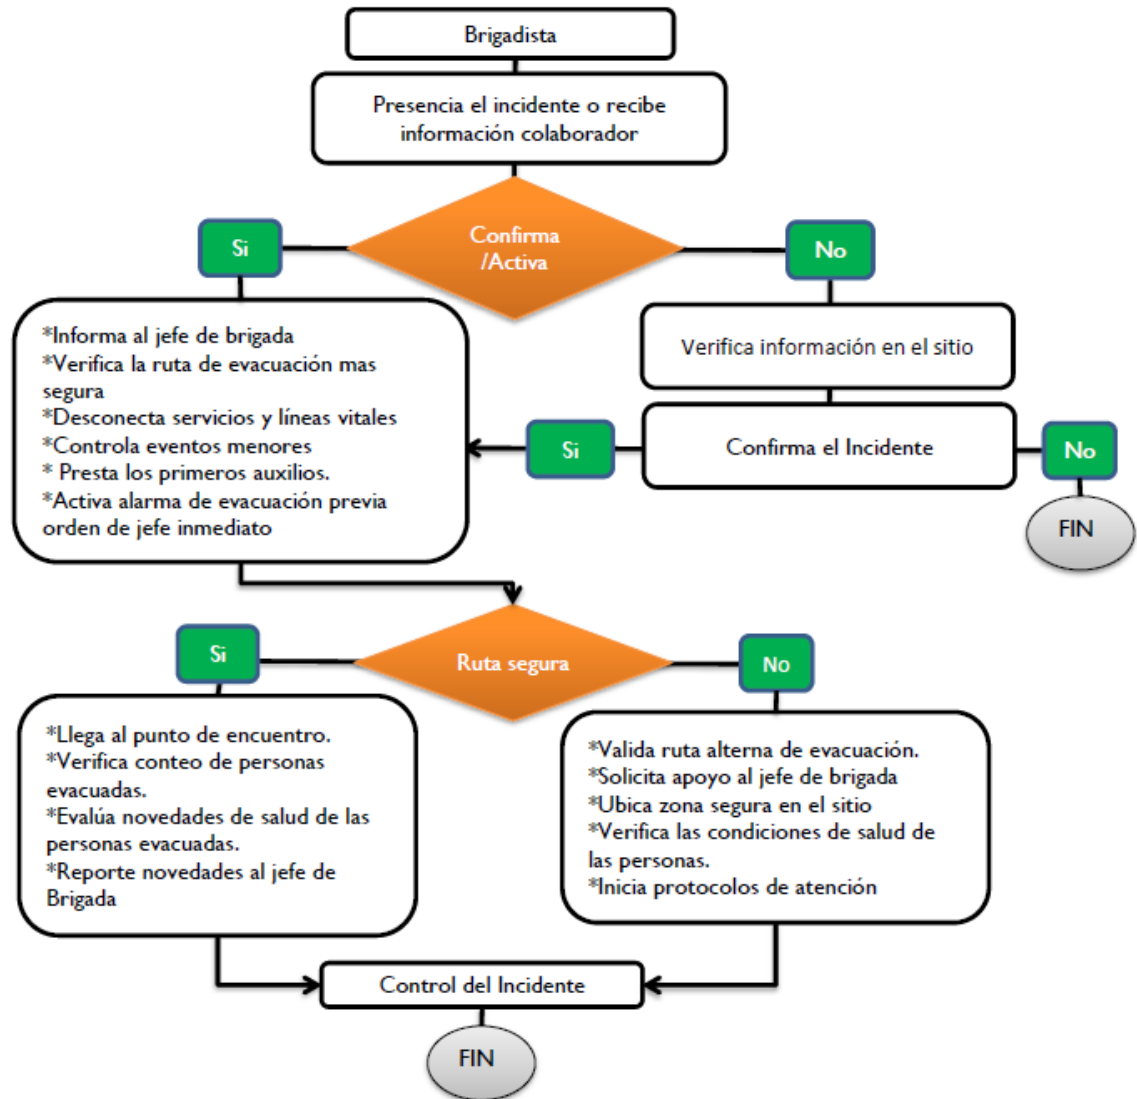 Brigadista
Presencia el incidente o recibe
información colaborador
Confirma
/Activa
Si
No
*Informa al jefe de brigada
*Verifica la ruta de evacuación mas
segura
*Desconecta servicios y líneas vitales
*Controla eventos menores
* Presta los primeros auxilios.
*Activa alarma de evacuación previa
orden de jefe inmediato
Verifica información en el sitio
Confirma el Incidente
Si
No
FIN
Ruta segura
Si
No
*Llega al punto de encuentro.
*Verifica conteo de personas
evacuadas.
*Evalúa novedades de salud de las
personas evacuadas.
*Reporte novedades al jefe de
Brigada
*Valida ruta alterna de evacuación.
*Solicita apoyo al jefe de brigada
*Ubica zona segura en el sitio
*Verifica las condiciones de salud de
las personas.
*Inicia protocolos de atención
Control del Incidente
FIN